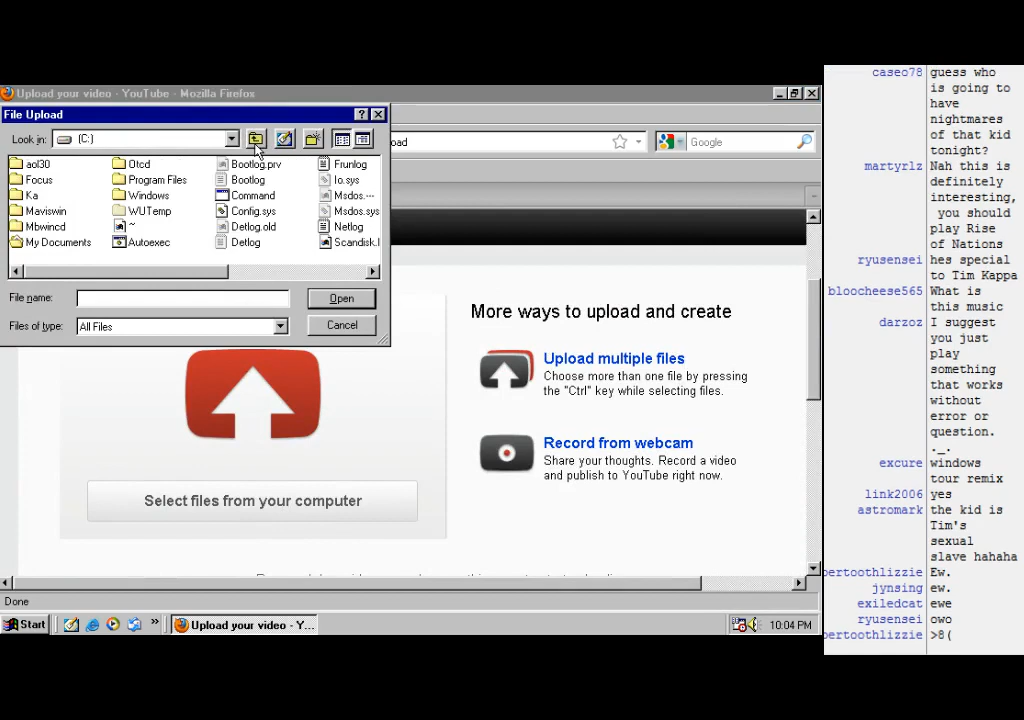 Upload your video - YouTube - Mozilla Firefox
File Upload
Look in:
(C:)
aol30
Focus
Ka
Maviswin
Mbwincd
My Documents
Otcd
Program Files
Windows
WUTemp
~
Autoexec
Bootlog.prv
Bootlog
Command
Config.sys
Detlog.old
Detlog
Frunlog
Io.sys
Msdos.---
Msdos.sys
Netlog
Scandisk.l
File name:
Open
Files of type:
All Files
Cancel
oad
Google
More ways to upload and create
Upload multiple files
Choose more than one file by pressing
the "Ctrl" key while selecting files.
Record from webcam
Share your thoughts. Record a video
and publish to YouTube right now.
Select files from your computer
Done
Start
Upload your video - Y...
10:04 PM
caseo78 guess who
is going to
have
nightmares
of that kid
tonight?
martyrlz Nah this is
definitely
interesting,
you should
play Rise
of Nations
ryusensei hes special
to Tim Kappa
bloocheese565 What is
this music
darzoz I suggest
you just
play
something
that works
without
error or
question.
._.
excure windows
tour remix
link2006 yes
astromark the kid is
Tim's
sexual
slave hahaha
pertoothlizzie Ew.
jynsing ew.
exiledcat ewe
ryusensei owo
pertoothlizzie >8(